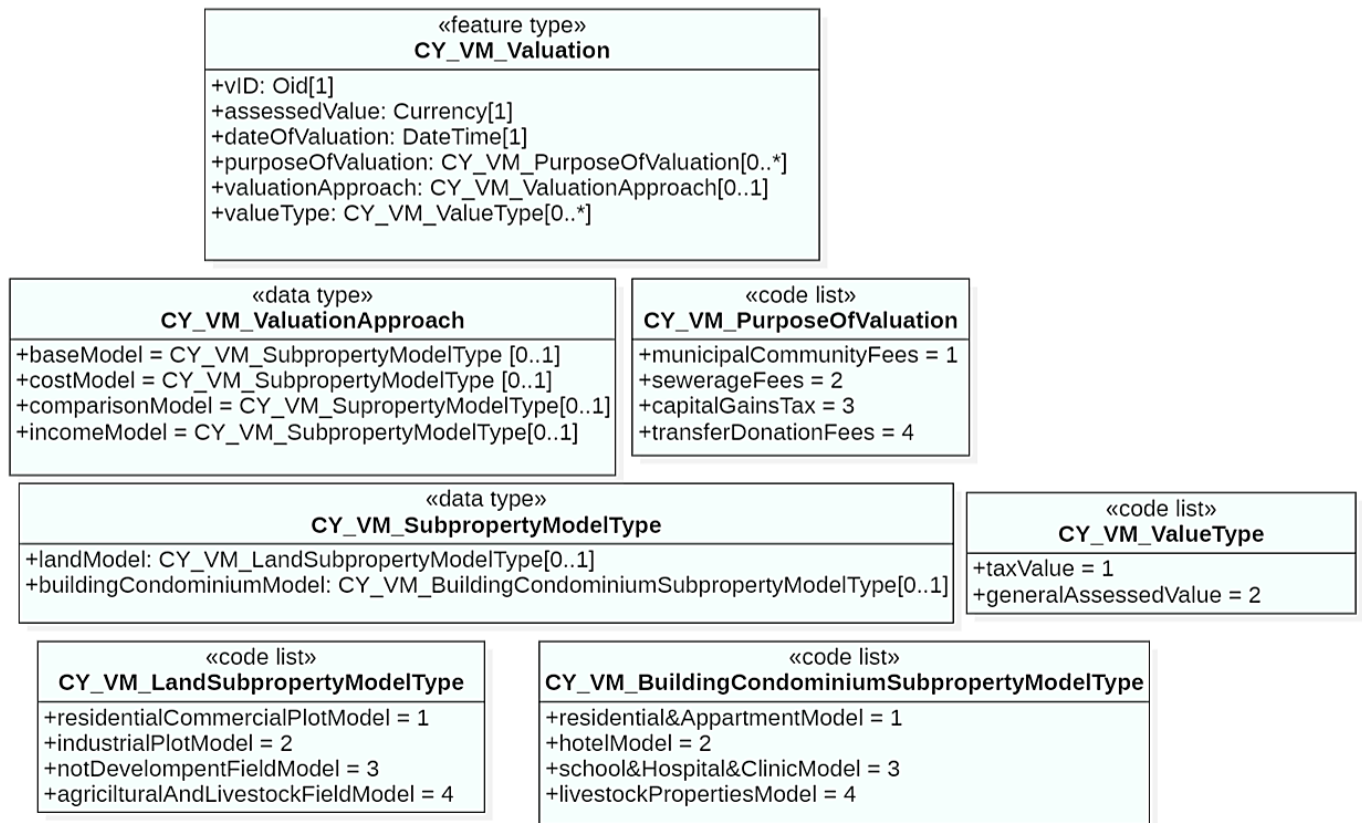 «feature type»
CY_VM_Valuation
+vID: Oid[1]
+assessedValue: Currency[1]
+dateOfValuation: DateTime[1]
+purposeOfValuation: CY_VM_PurposeOfValuation[0..*]
+valuationApproach: CY_VM_ValuationApproach[0..1]
+valueType: CY_VM_ValueType[0..*]
«data type»
CY_VM_ValuationApproach
+baseModel = CY_VM_SubpropertyModelType [0..1]
+costModel = CY_VM_SubpropertyModelType [0..1]
+comparisonModel = CY_VM_SupropertyModelType[0..1]
+incomeModel = CY_VM_SubpropertyModelType[0..1]
«code list»
CY_VM_PurposeOfValuation
+municipalCommunityFees = 1
+sewerageFees = 2
+capitalGainsTax = 3
+transferDonationFees = 4
«data type»
CY_VM_SubpropertyModelType
+landModel: CY_VM_LandSubpropertyModelType[0..1]
+buildingCondominiumModel: CY_VM_BuildingCondominiumSubpropertyModelType[0..1]
«code list»
CY_VM_ValueType
+taxValue = 1
+generalAssessedValue = 2
«code list»
CY_VM_LandSubpropertyModelType
+residentialCommercialPlotModel = 1
+industrialPlotModel = 2
+notDevelompentFieldModel = 3
+agricilturalAndLivestockFieldModel = 4
«code list»
CY_VM_BuildingCondominiumSubpropertyModelType
+residential&AppartmentModel = 1
+hotelModel = 2
+school&Hospital&ClinicModel = 3
+livestockPropertiesModel = 4